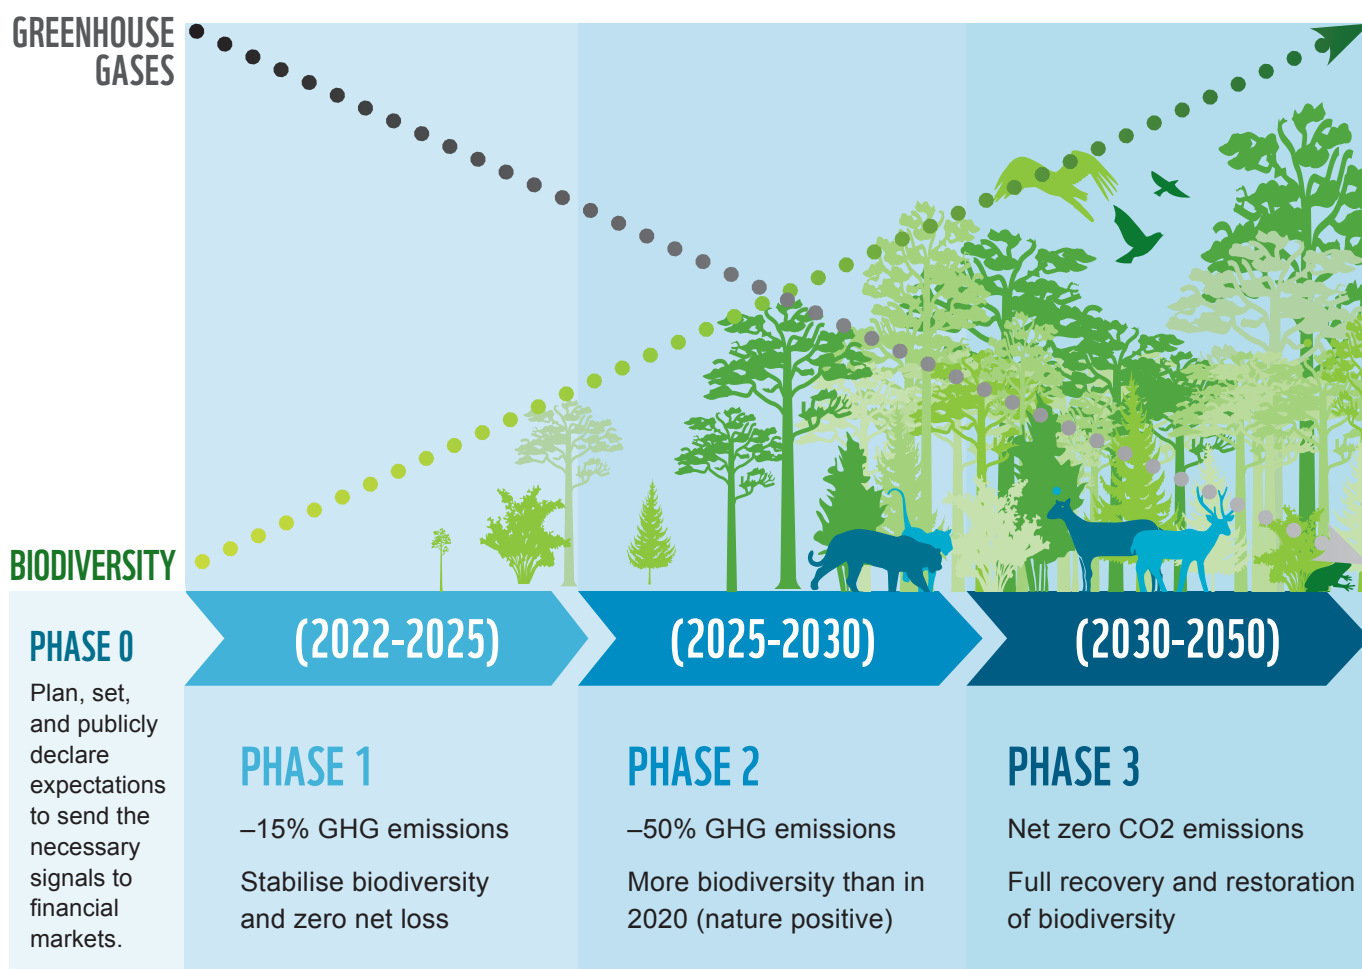 GREENHOUSE
GASES
BIODIVERSITY
PHASE 0
Plan, set,
and publicly
declare
expectations
to send the
necessary
signals to
financial
markets.
(2022-2025)
(2025-2030)
(2030-2050)
PHASE 1
–15% GHG emissions
Stabilise biodiversity
and zero net loss
PHASE 2
–50% GHG emissions
More biodiversity than in
2020 (nature positive)
PHASE 3
Net zero CO2 emissions
Full recovery and restoration
of biodiversity